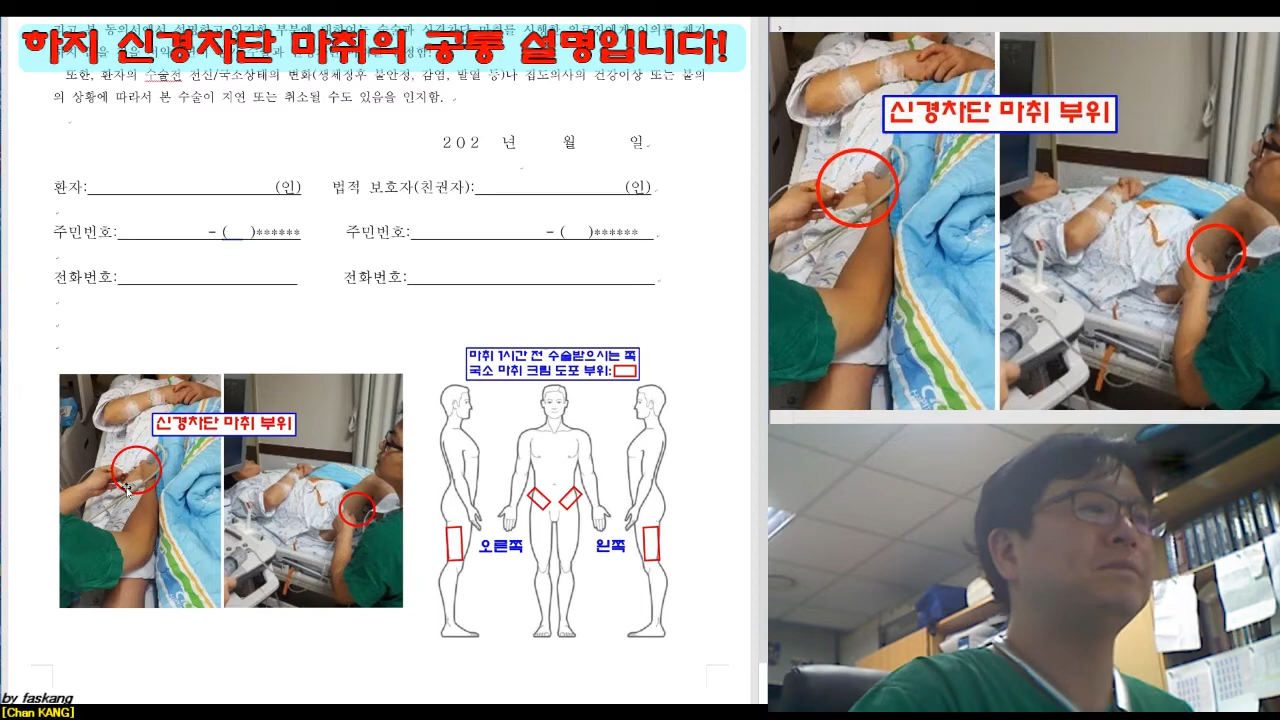 하지 신경차단 마취의 공통 설명입니다!
또한, 환자의 수술전 전신/국소상태의 변화(생체징후 불안정, 감염, 발열 등)나 집도의사의 건강이상 또는 불의
의 상황에 따라서 본 수술이 지연 또는 취소될 수도 있음을 인지함.
202 년 월 일
환자: (인) 법적 보호자(친권자): (인)
주민번호: - ( )****** 주민번호: - ( )******
전화번호: 전화번호:
마취 1시간 전 수술받으시는 쪽
국소 마취 크림 도포 부위:
신경차단 마취 부위
오른쪽 왼쪽
신경차단 마취 부위
by faskang
[Chan KANG]